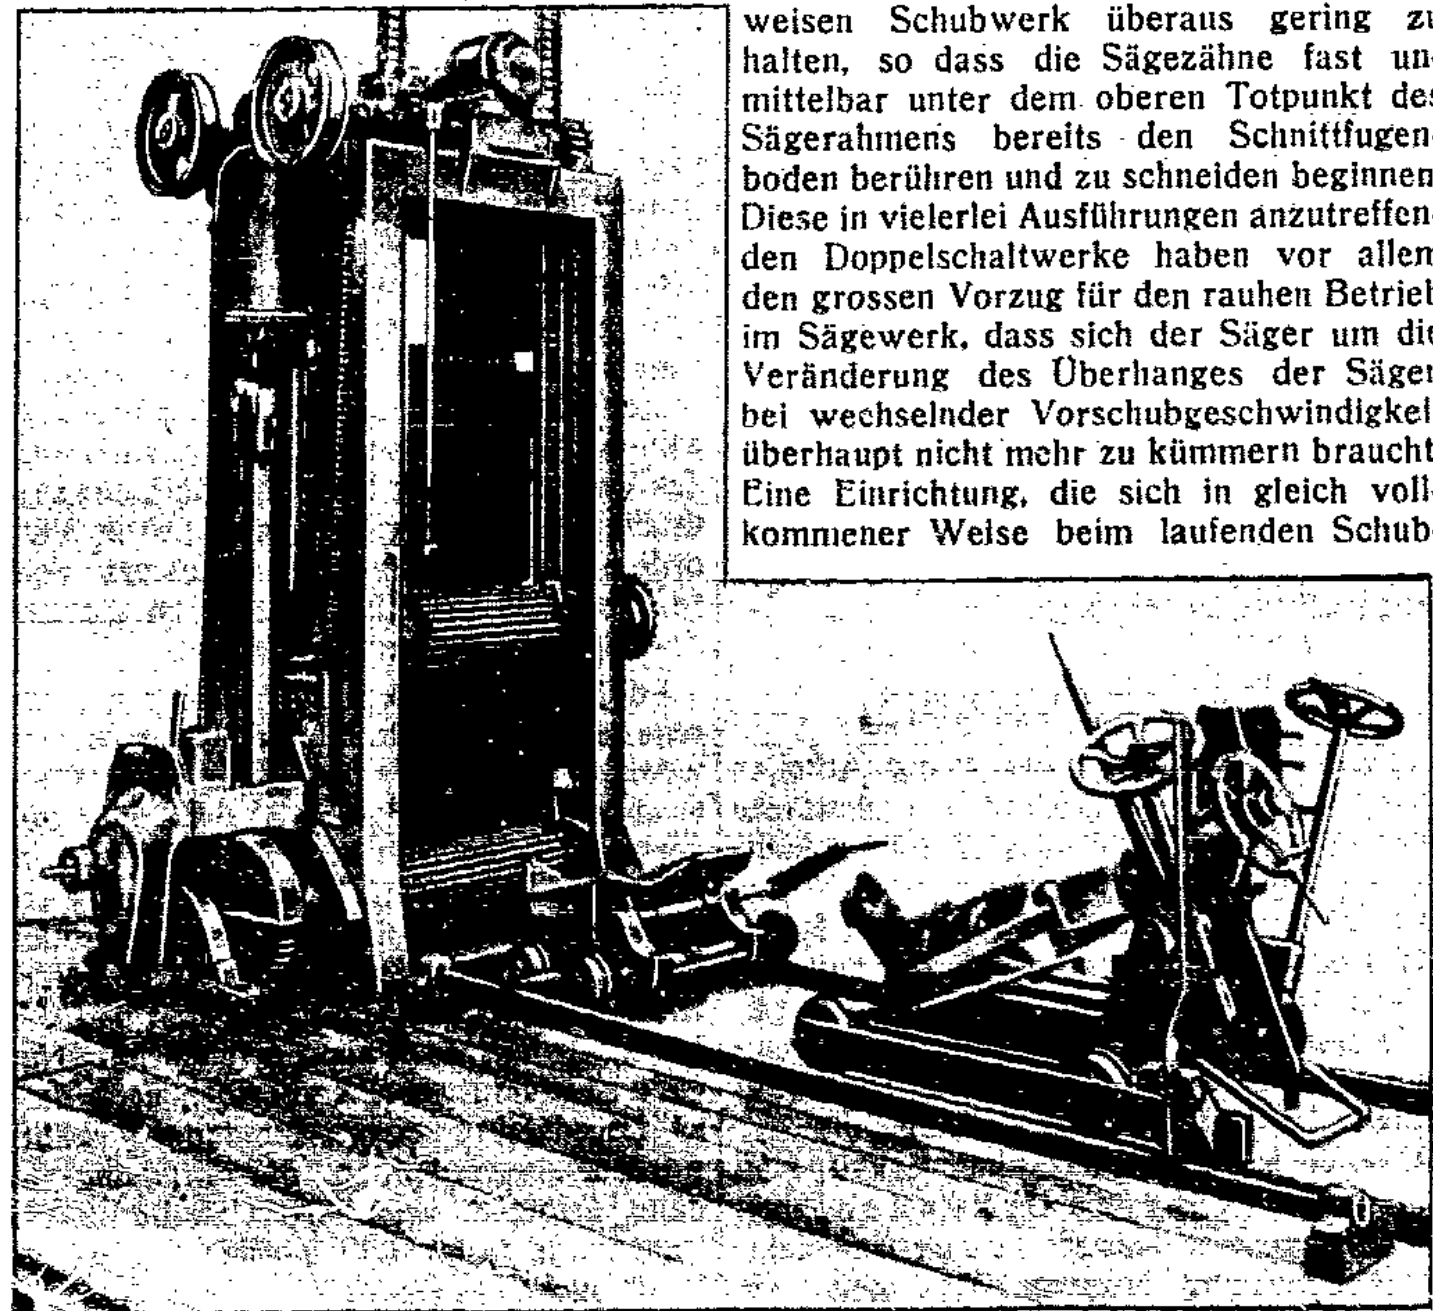 weisen Schubwerk überaus gering zu
halten, so dass die Sägezähne fast un-
mittelbar unter dem oberen Totpunkt des
Sägerahmens bereits den Schnittfugen-
boden berühren und zu schneiden beginnen
Diese in vielerlei Ausführungen anzutreffen-
den Doppelschaltwerke haben vor allem
den grossen Vorzug für den rauhen Betrieb
im Sägewerk, dass sich der Säger um die
Veränderung des Überhanges der Sägen
bei wechselnder Vorschubgeschwindigkeit
überhaupt nicht mehr zu kümmern braucht.
Eine Einrichtung, die sich in gleich voll-
kommener Weise beim laufenden Schub-